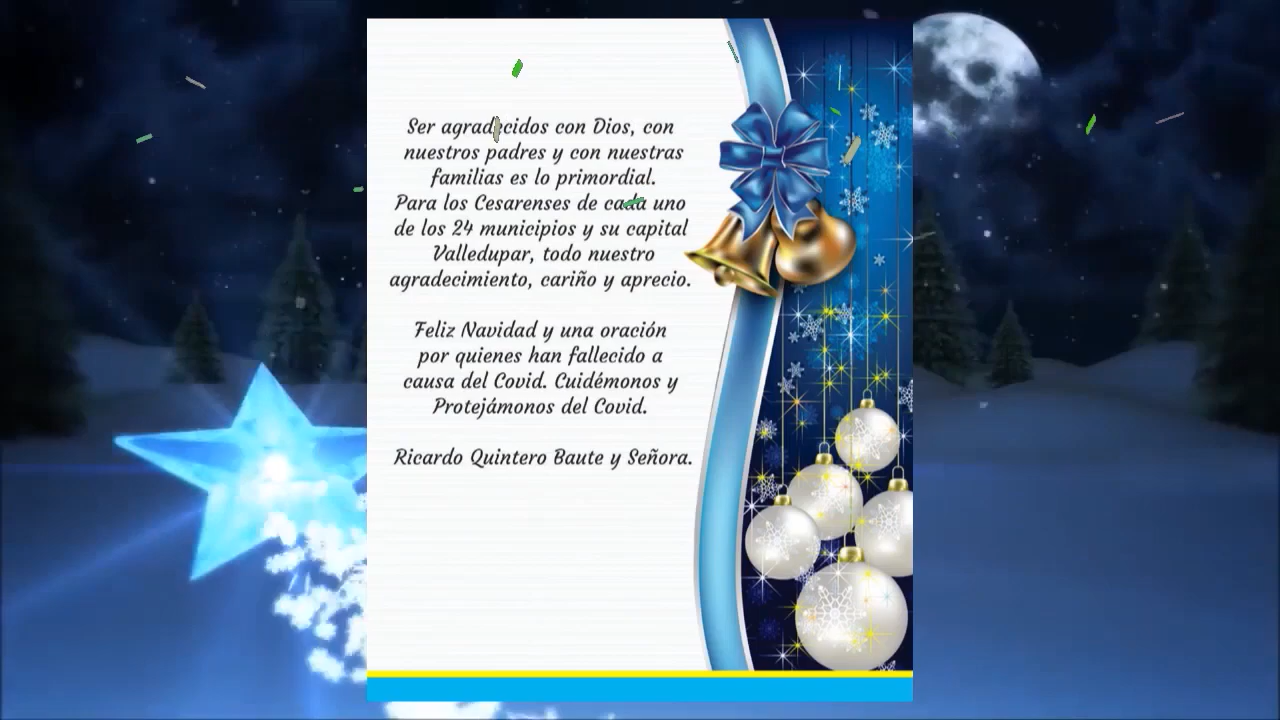 Ser agradecidos con Dios, con
nuestros padres y con nuestras
familias es lo primordial.
Para los Cesarenses de cada uno
de los 24 municipios y su capital
Valledupar, todo nuestro
agradecimiento, cariño y aprecio.
Feliz Navidad y una oración
por quienes han fallecido a
causa del Covid. Cuidémonos y
Protejámonos del Covid.
Ricardo Quintero Baute y Señora.